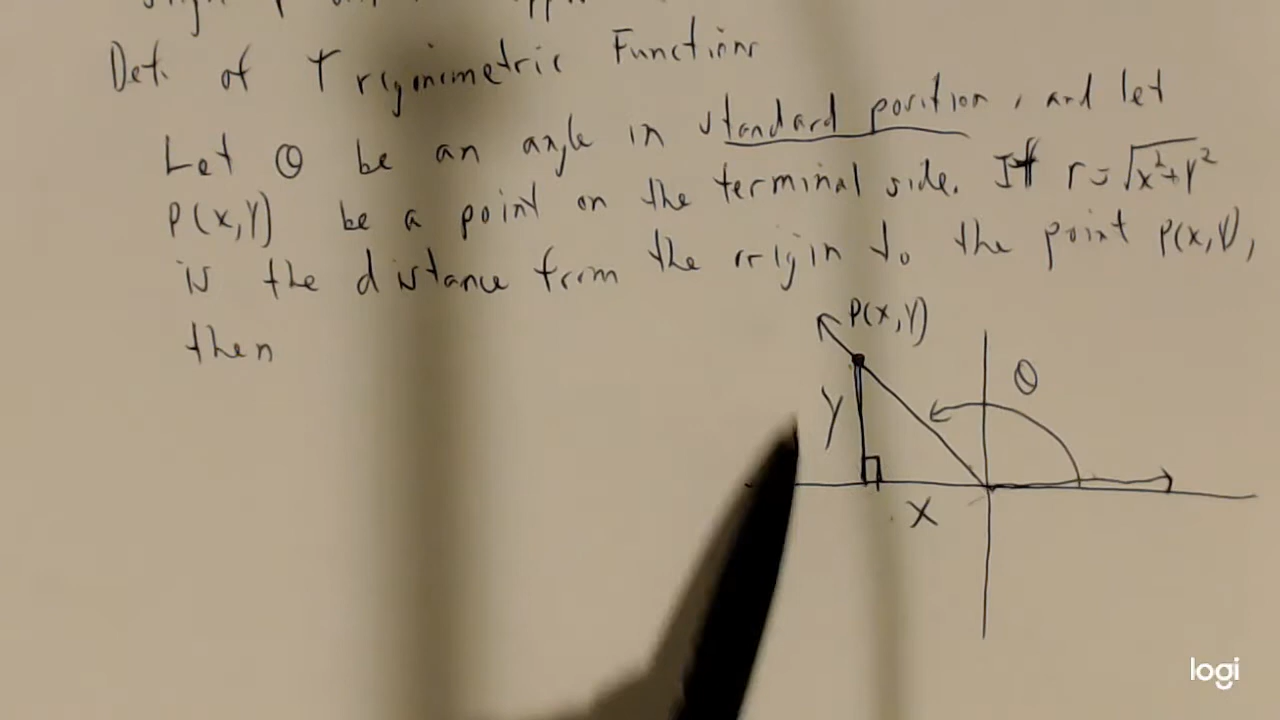 Def. of Trigonometric Functions
Let θ be an angle in standard position, and let
P(x,y) be a point on the terminal side. If r = √x²+y²
is the distance from the origin to the point P(x,y),
then
P(x,y)
θ
y
x
logi